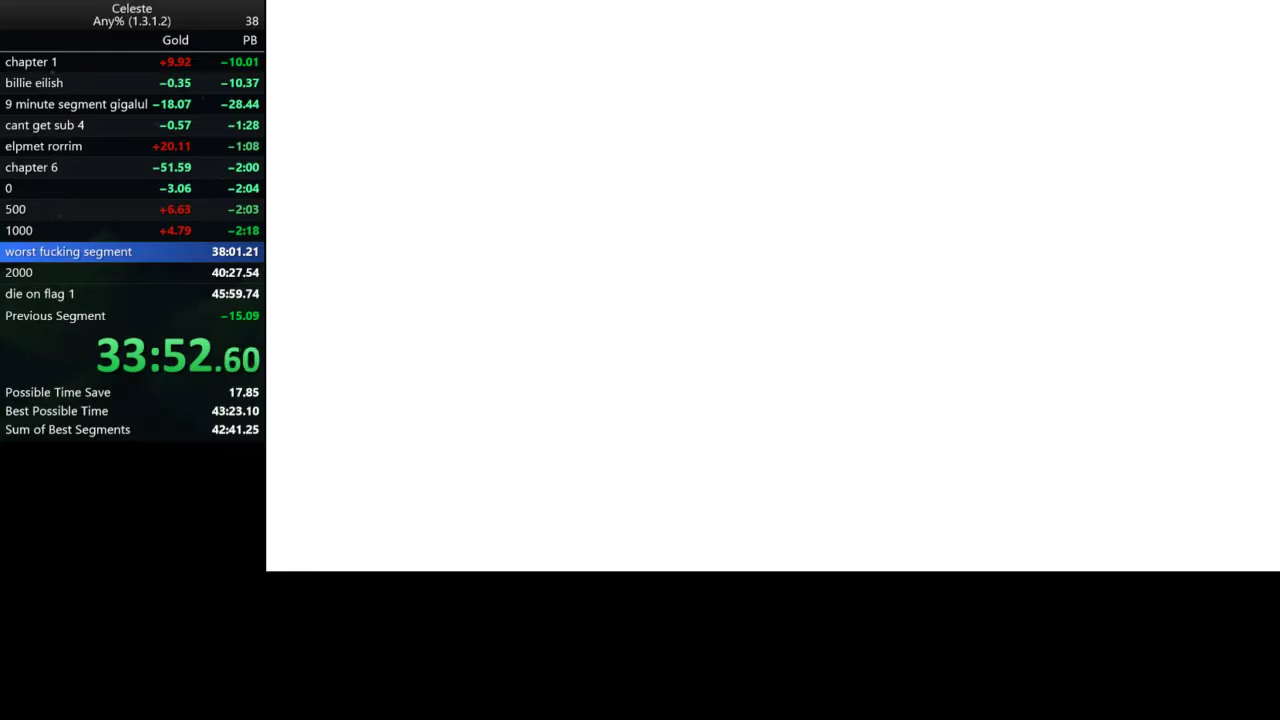 Celeste
Any% (1.3.1.2) 38
Gold PB
chapter 1 +9.92 −10.01
billie eilish −0.35 −10.37
9 minute segment gigalul −18.07 −28.44
cant get sub 4 −0.57 −1:28
elpmet rorrim +20.11 −1:08
chapter 6 −51.59 −2:00
0 −3.06 −2:04
500 +6.63 −2:03
1000 +4.79 −2:18
worst fucking segment 38:01.21
2000 40:27.54
die on flag 1 45:59.74
Previous Segment −15.09
33:52.60
Possible Time Save 17.85
Best Possible Time 43:23.10
Sum of Best Segments 42:41.25